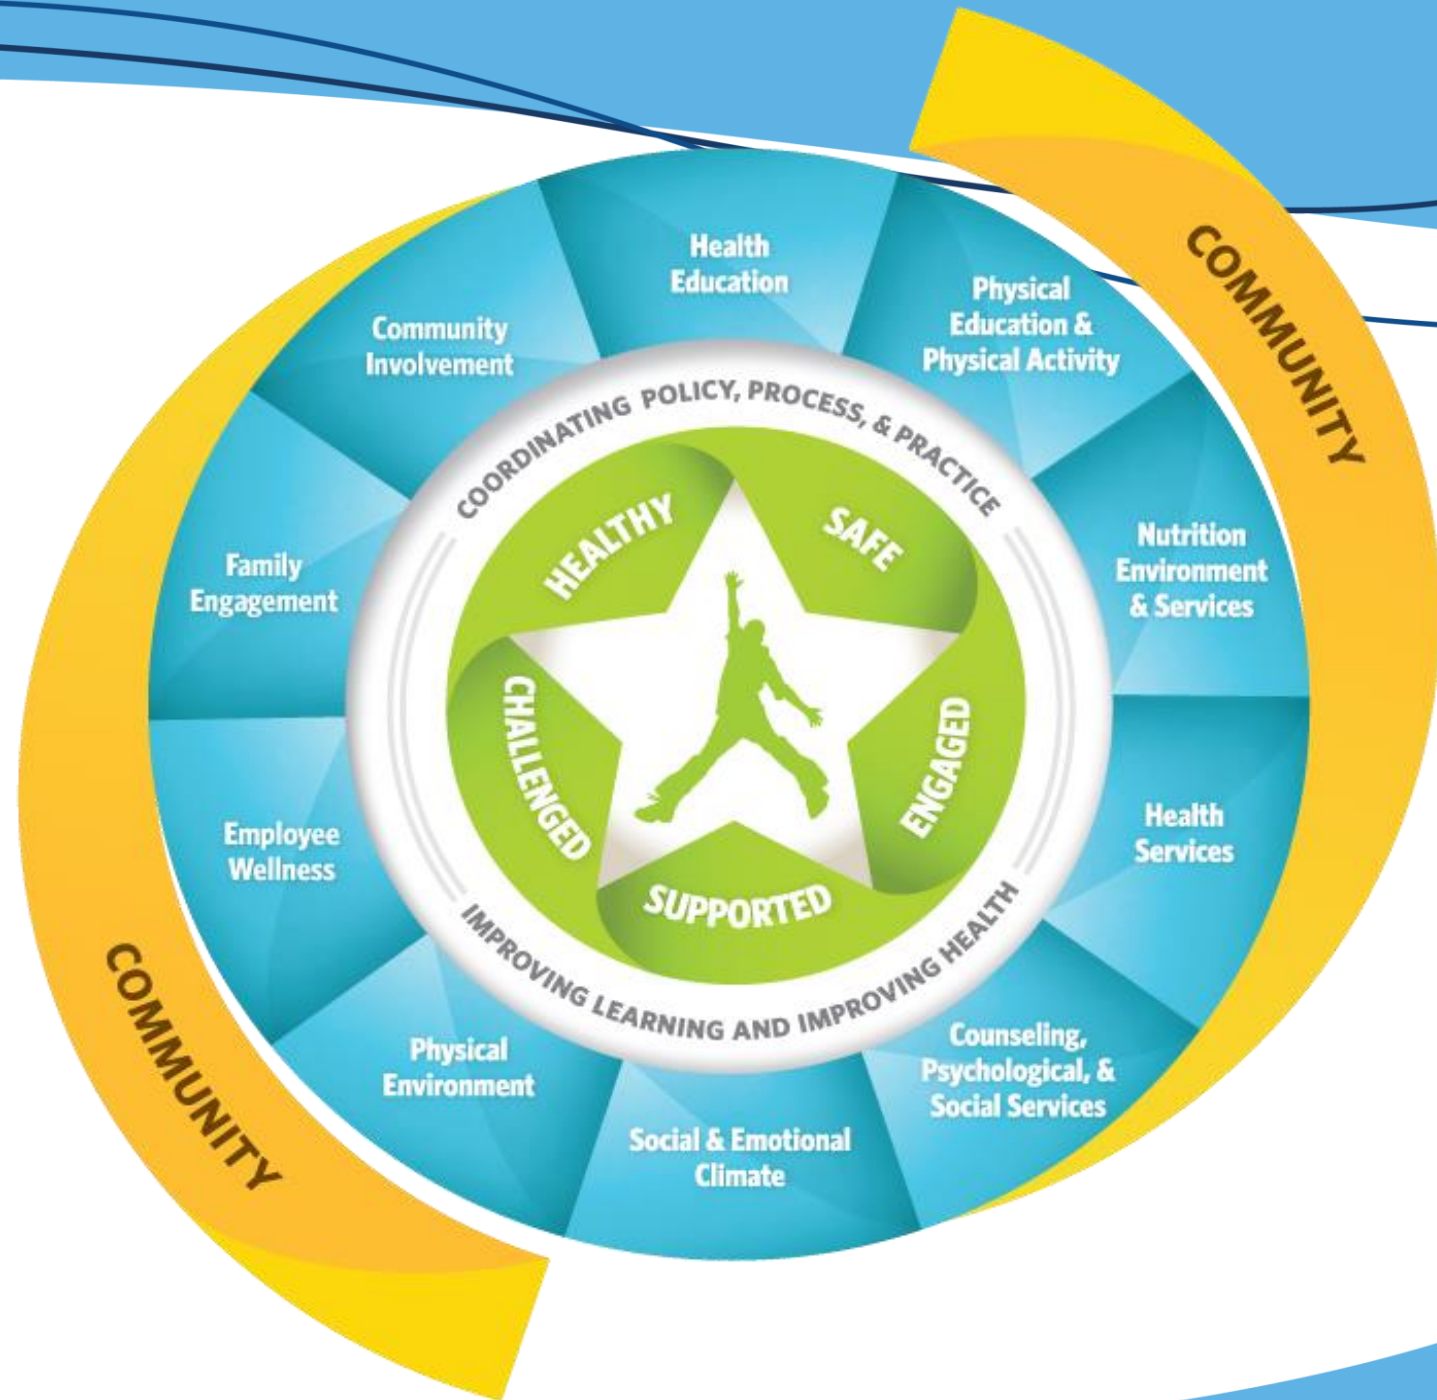 COMMUNITY
Health
Education
Physical
Education &
Physical Activity
Nutrition
Environment
& Services
Health
Services
Counseling,
Psychological, &
Social Services
Social & Emotional
Climate
Physical
Environment
Employee
Wellness
Family
Engagement
Community
Involvement
COORDINATING POLICY, PROCESS, & PRACTICE
IMPROVING LEARNING AND IMPROVING HEALTH
HEALTHY
SAFE
ENGAGED
SUPPORTED
CHALLENGED
COMMUNITY